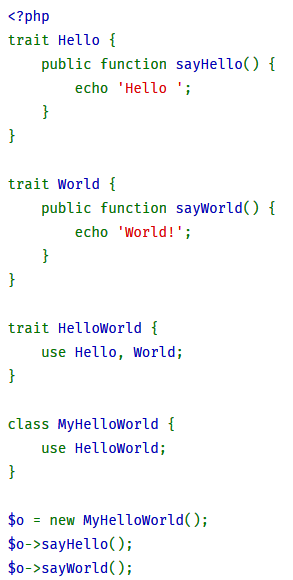 <?php
trait Hello {
    public function sayHello() {
        echo 'Hello ';
    }
}

trait World {
    public function sayWorld() {
        echo 'World!';
    }
}

trait HelloWorld {
    use Hello, World;
}

class MyHelloWorld {
    use HelloWorld;
}

$o = new MyHelloWorld();
$o->sayHello();
$o->sayWorld();